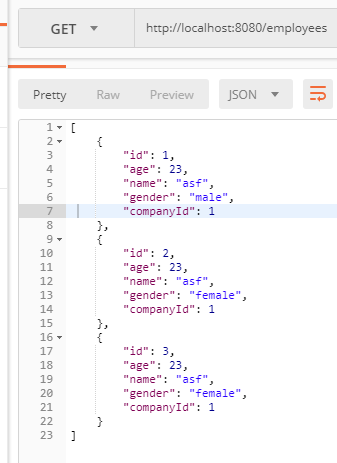 GET http://localhost:8080/employees
Pretty Raw Preview JSON
1 [
2 {
3 "id": 1,
4 "age": 23,
5 "name": "asf",
6 "gender": "male",
7 "companyId": 1
8 },
9 {
10 "id": 2,
11 "age": 23,
12 "name": "asf",
13 "gender": "female",
14 "companyId": 1
15 },
16 {
17 "id": 3,
18 "age": 23,
19 "name": "asf",
20 "gender": "female",
21 "companyId": 1
22 }
23 ]